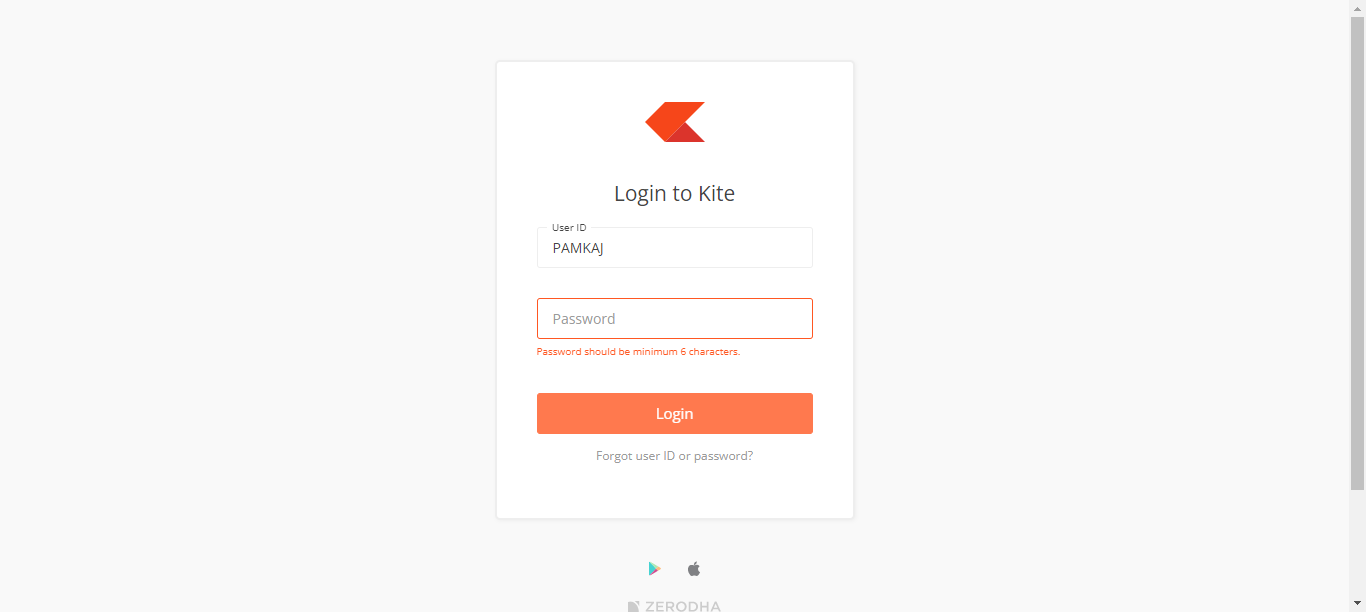 Login to Kite
User ID
PAMKAJ
Password
Password should be minimum 6 characters.
Login
Forgot user ID or password?
ZERODHA